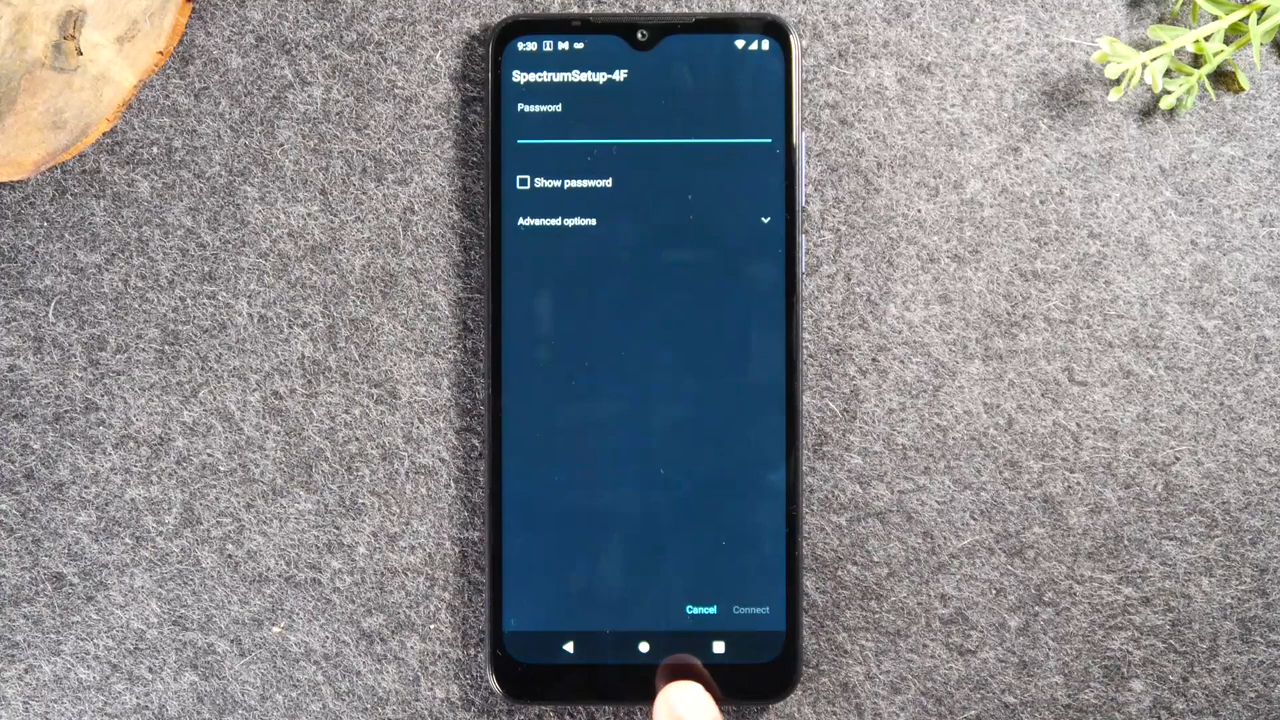 9:30
SpectrumSetup-4F
Password
Show password
Advanced options
Cancel Connect